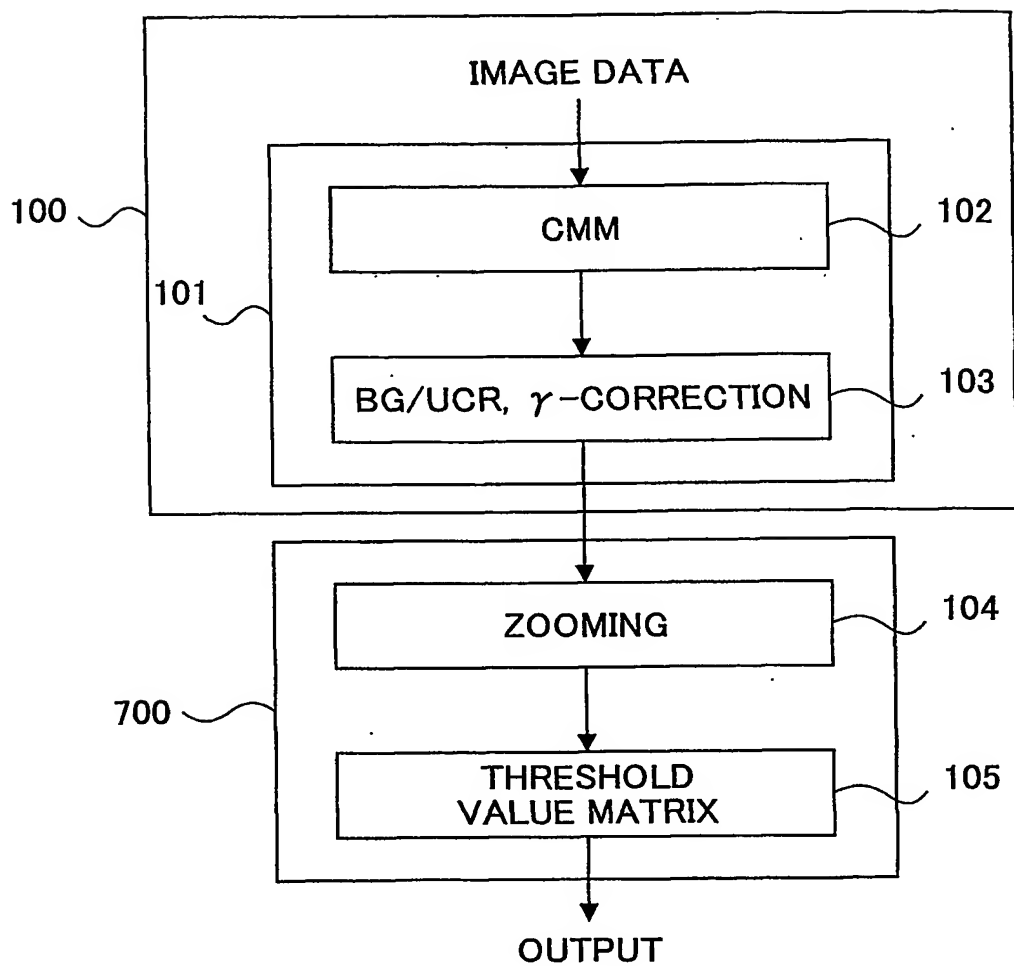 IMAGE DATA
100
102
CMM
101
103
BG/UCR, γ-CORRECTION
104
ZOOMING
700
105
THRESHOLD
VALUE MATRIX
OUTPUT